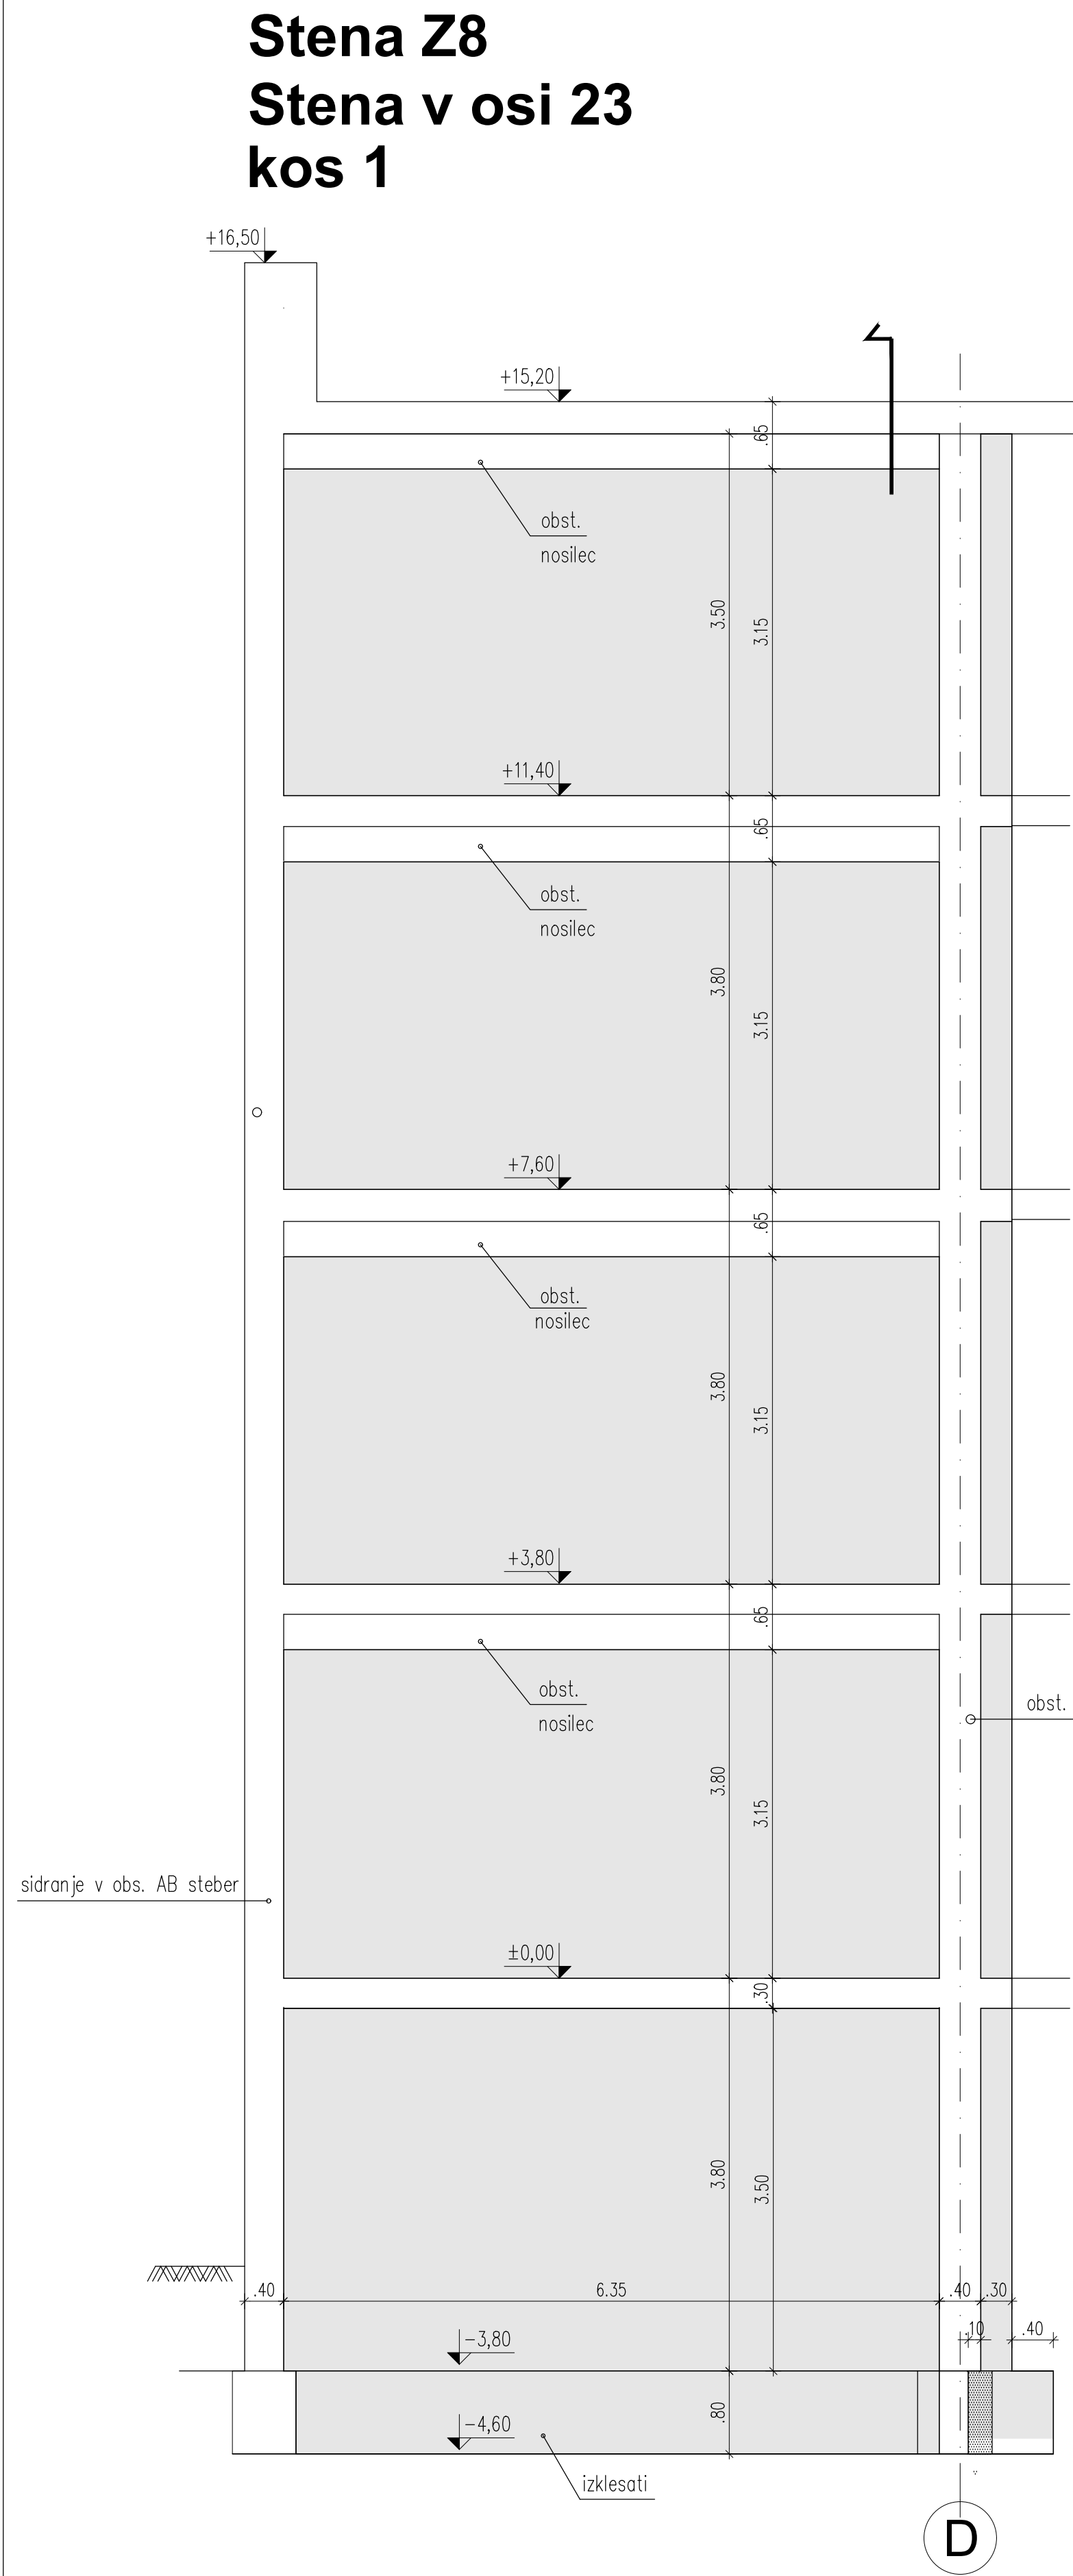 Stena Z8
Stena v osi 23
kos 1
+16,50
+15,20
.65
obst.
nosilec
3.50
3.15
+11,40
.65
obst.
nosilec
3.80
3.15
+7,60
.65
obst.
nosilec
3.80
3.15
+3,80
.65
obst.
nosilec
obst.
3.80
3.15
sidranje v obs. AB steber
±0,00
.30
3.80
3.50
.40
6.35
.40
.30
.10
.40
-3,80
.80
-4,60
izklesati
D